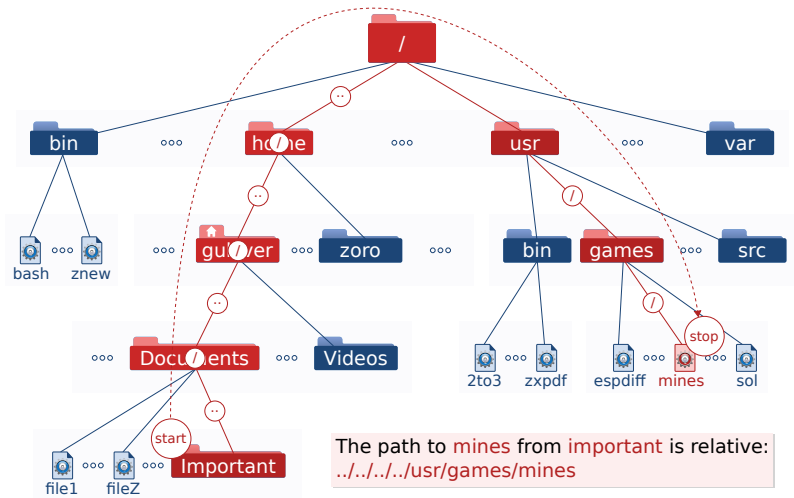 /
..
bin
ooo
home
/
ooo
usr
ooo
var
..
/
ooo
gulliver
/
ooo
zoro
ooo
bin
games
ooo
src
bash
ooo
znew
..
/
ooo
Documents
/
ooo
Videos
stop
2to3
ooo
zxpdf
espdiff
ooo
mines
ooo
sol
..
start
Important
file1
ooo
fileZ
ooo
The path to mines from important is relative:
../../../../usr/games/mines